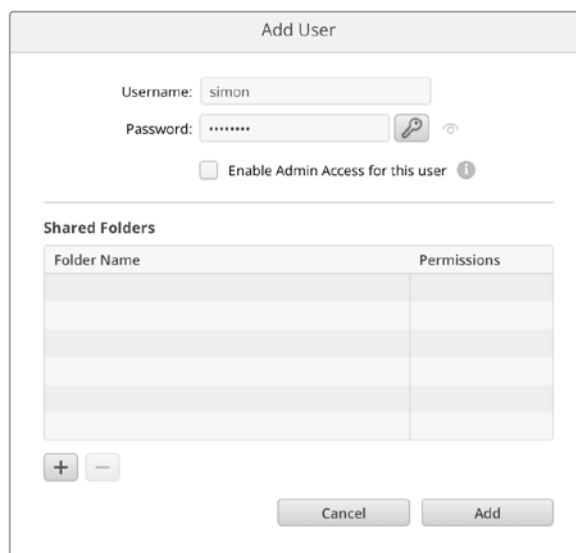 Add User
Username: simon
Password: ••••••••
Enable Admin Access for this user
Shared Folders
Folder Name Permissions
Cancel Add